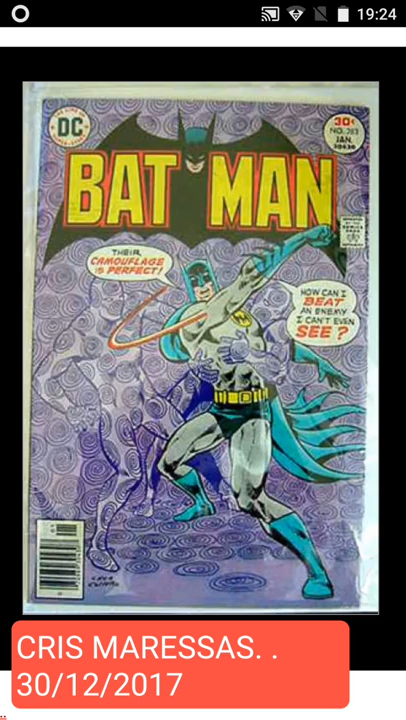 19:24
DC
30¢
NO. 283
JAN.
30636
BATMAN
THEIR
CAMOUFLAGE
IS PERFECT!
HOW CAN I
BEAT
AN ENEMY
I CAN'T EVEN
SEE?
CRIS MARESSAS. .
30/12/2017
..